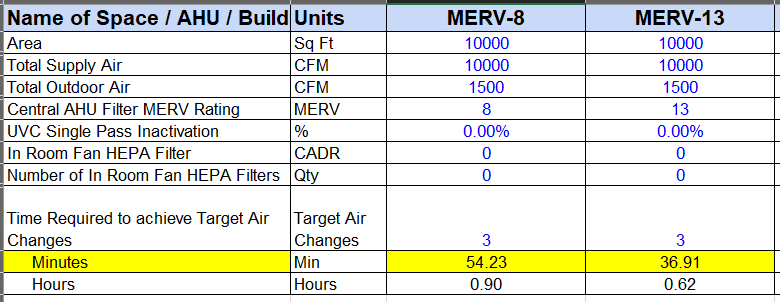 Name of Space / AHU / Build Units MERV-8 MERV-13
Area Sq Ft 10000 10000
Total Supply Air CFM 10000 10000
Total Outdoor Air CFM 1500 1500
Central AHU Filter MERV Rating MERV 8 13
UVC Single Pass Inactivation % 0.00% 0.00%
In Room Fan HEPA Filter CADR 0 0
Number of In Room Fan HEPA Filters Qty 0 0
Time Required to achieve Target Air Target Air
Changes Changes 3 3
Minutes Min 54.23 36.91
Hours Hours 0.90 0.62